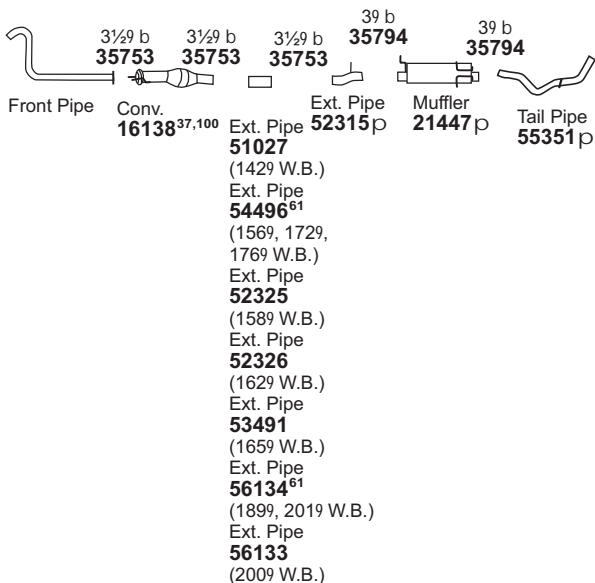 3½9 b
35753
3½9 b
35753
3½9 b
35753
39 b
35794
39 b
35794
Front Pipe
Conv.
16138³⁷,¹⁰⁰
Ext. Pipe
52315p
Muffler
21447p
Tail Pipe
55351p
Ext. Pipe
51027
(1429 W.B.)
Ext. Pipe
54496⁶¹
(1569, 1729,
1769 W.B.)
Ext. Pipe
52325
(1589 W.B.)
Ext. Pipe
52326
(1629 W.B.)
Ext. Pipe
53491
(1659 W.B.)
Ext. Pipe
56134⁶¹
(1899, 2019 W.B.)
Ext. Pipe
56133
(2009 W.B.)